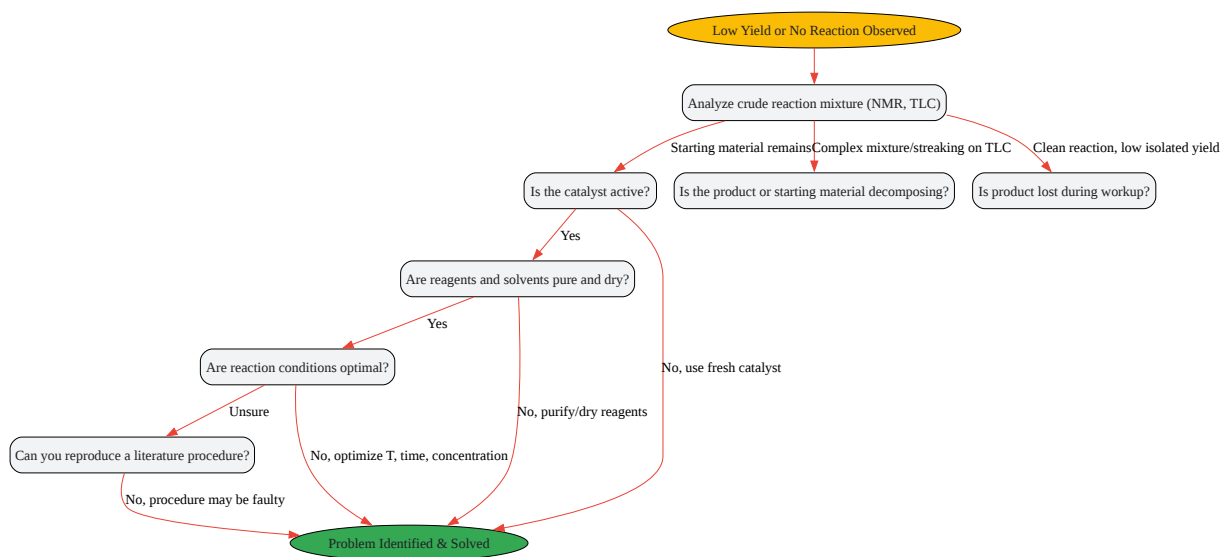 Low Yield or No Reaction Observed
Analyze crude reaction mixture (NMR, TLC)
Starting material remains
Complex mixture/streaking on TLC
Clean reaction, low isolated yield
Is the catalyst active?
Is the product or starting material decomposing?
Is product lost during workup?
Yes
Are reagents and solvents pure and dry?
Yes
Are reaction conditions optimal?
No, use fresh catalyst
Unsure
No, purify/dry reagents
Can you reproduce a literature procedure?
No, optimize T, time, concentration
No, procedure may be faulty
Problem Identified & Solved